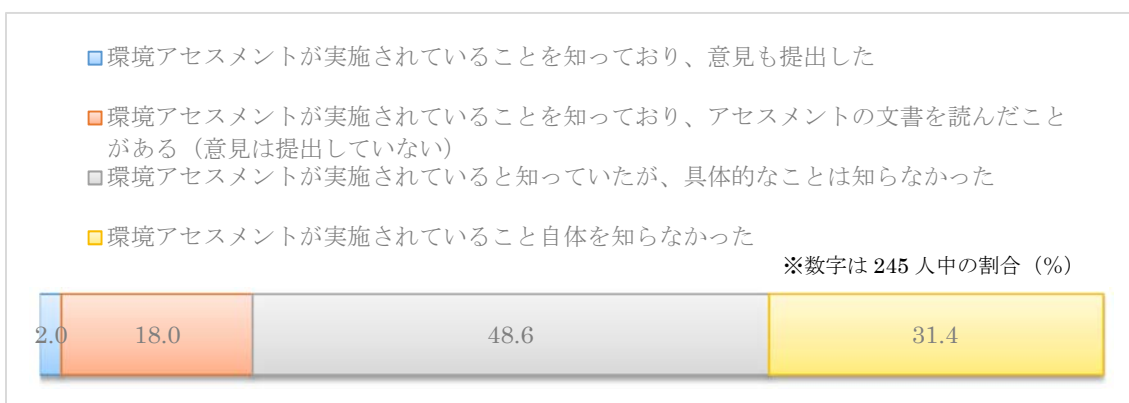 環境アセスメントが実施されていることを知っており、意見も提出した
環境アセスメントが実施されていることを知っており、アセスメントの文書を読んだこと
がある（意見は提出していない）
環境アセスメントが実施されていると知っていたが、具体的なことは知らなかった
環境アセスメントが実施されていること自体を知らなかった
※数字は 245 人中の割合（%）
2.0 18.0 48.6 31.4